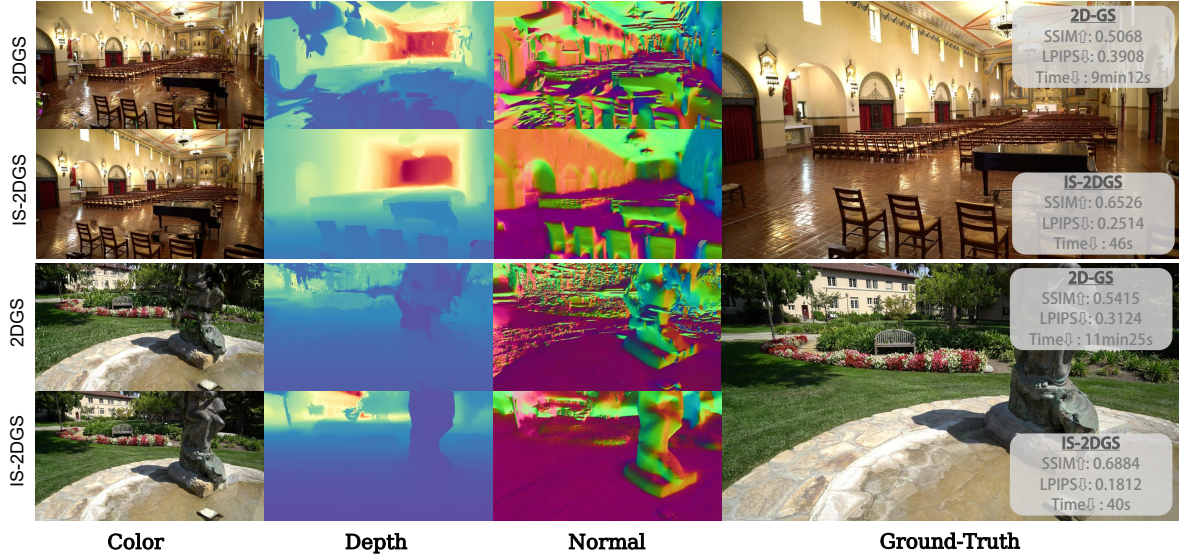 2DGS
2D-GS
SSIM⇧: 0.5068
LPIPS⇩: 0.3908
Time⇩ : 9min12s
IS-2DGS
IS-2DGS
SSIM⇧: 0.6526
LPIPS⇩: 0.2514
Time⇩ : 46s
2DGS
2D-GS
SSIM⇧: 0.5415
LPIPS⇩: 0.3124
Time⇩ : 11min25s
IS-2DGS
IS-2DGS
SSIM⇧: 0.6884
LPIPS⇩: 0.1812
Time⇩ : 40s
Color
Depth
Normal
Ground-Truth